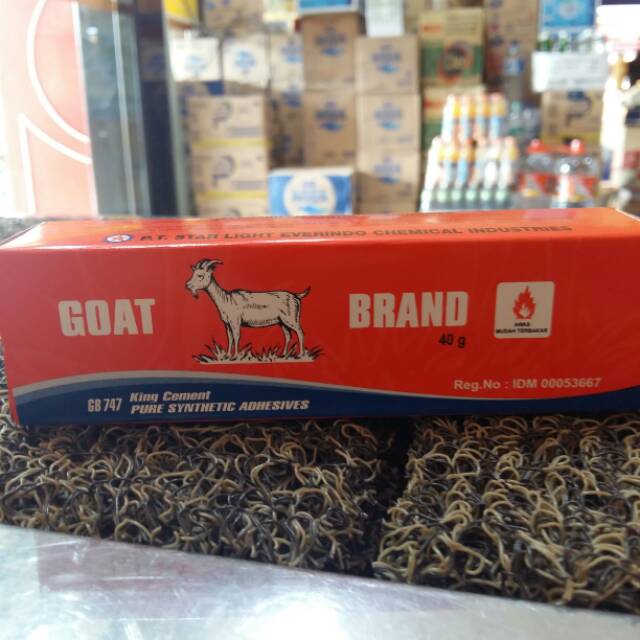 P.T. STAR LIGHT EVERINDO CHEMICAL INDUSTRIES
GOAT BRAND
40 g
AWAS
MUDAH TERBAKAR
Reg.No : IDM 00053667
GB 747 King Cement
PURE SYNTHETIC ADHESIVES